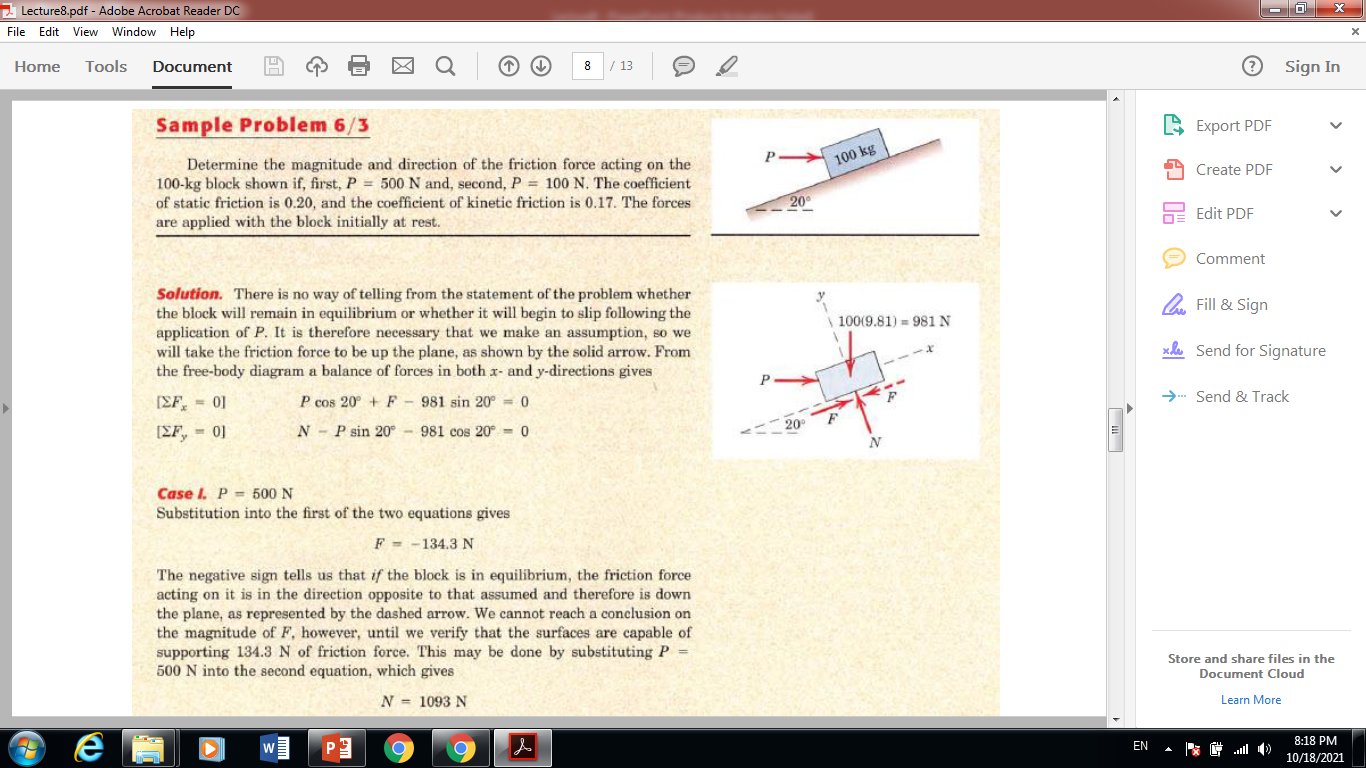 Lecture8.pdf - Adobe Acrobat Reader DC
File Edit View Window Help
Home Tools Document 8 / 13 Sign In
Sample Problem 6/3
Determine the magnitude and direction of the friction force acting on the
100-kg block shown if, first, P = 500 N and, second, P = 100 N. The coefficient
of static friction is 0.20, and the coefficient of kinetic friction is 0.17. The forces
are applied with the block initially at rest.
P 100 kg
20°
Solution. There is no way of telling from the statement of the problem whether
the block will remain in equilibrium or whether it will begin to slip following the
application of P. It is therefore necessary that we make an assumption, so we
will take the friction force to be up the plane, as shown by the solid arrow. From
the free-body diagram a balance of forces in both x- and y-directions gives
[ΣFx = 0] P cos 20° + F − 981 sin 20° = 0
[ΣFy = 0] N − P sin 20° − 981 cos 20° = 0
y
100(9.81) = 981 N
x
P
F
20° F
N
Case I. P = 500 N
Substitution into the first of the two equations gives
F = −134.3 N
The negative sign tells us that if the block is in equilibrium, the friction force
acting on it is in the direction opposite to that assumed and therefore is down
the plane, as represented by the dashed arrow. We cannot reach a conclusion on
the magnitude of F, however, until we verify that the surfaces are capable of
supporting 134.3 N of friction force. This may be done by substituting P =
500 N into the second equation, which gives
N = 1093 N
Export PDF
Create PDF
Edit PDF
Comment
Fill & Sign
Send for Signature
Send & Track
Store and share files in the
Document Cloud
Learn More
EN
8:18 PM
10/18/2021